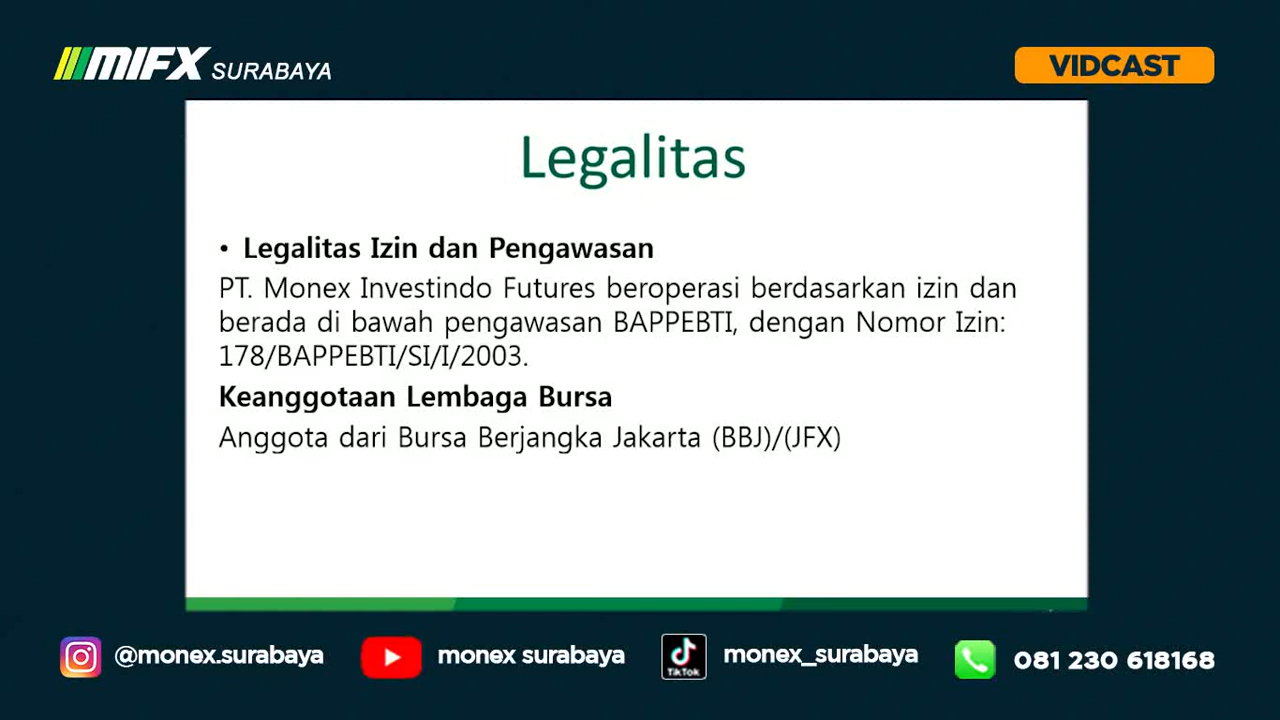 MIFX SURABAYA
VIDCAST
Legalitas
• Legalitas Izin dan Pengawasan
PT. Monex Investindo Futures beroperasi berdasarkan izin dan
berada di bawah pengawasan BAPPEBTI, dengan Nomor Izin:
178/BAPPEBTI/SI/I/2003.
Keanggotaan Lembaga Bursa
Anggota dari Bursa Berjangka Jakarta (BBJ)/(JFX)
@monex.surabaya
monex surabaya
TikTok
monex_surabaya
081 230 618168